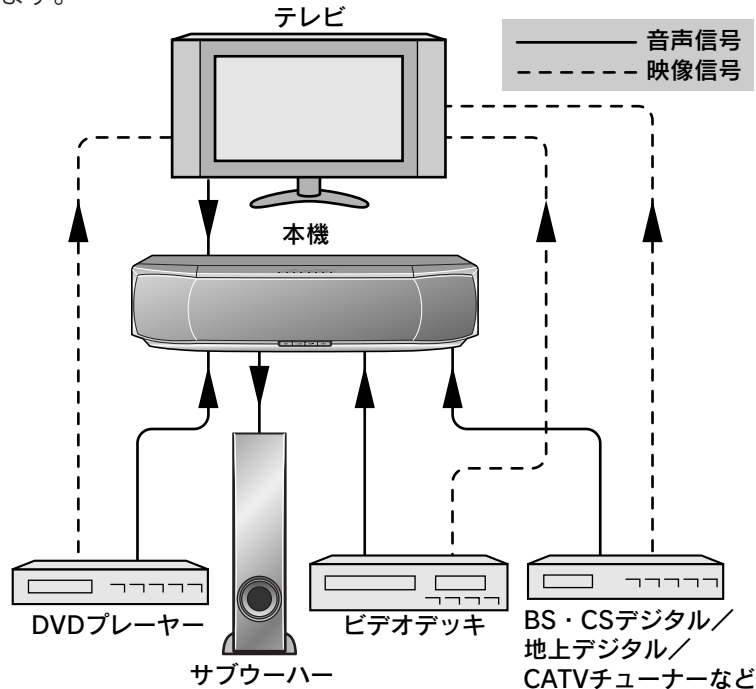 ます。
テレビ
音声信号
映像信号
本機
DVDプレーヤー
サブウーハー
ビデオデッキ
BS・CSデジタル／
地上デジタル／
CATVチューナーなど